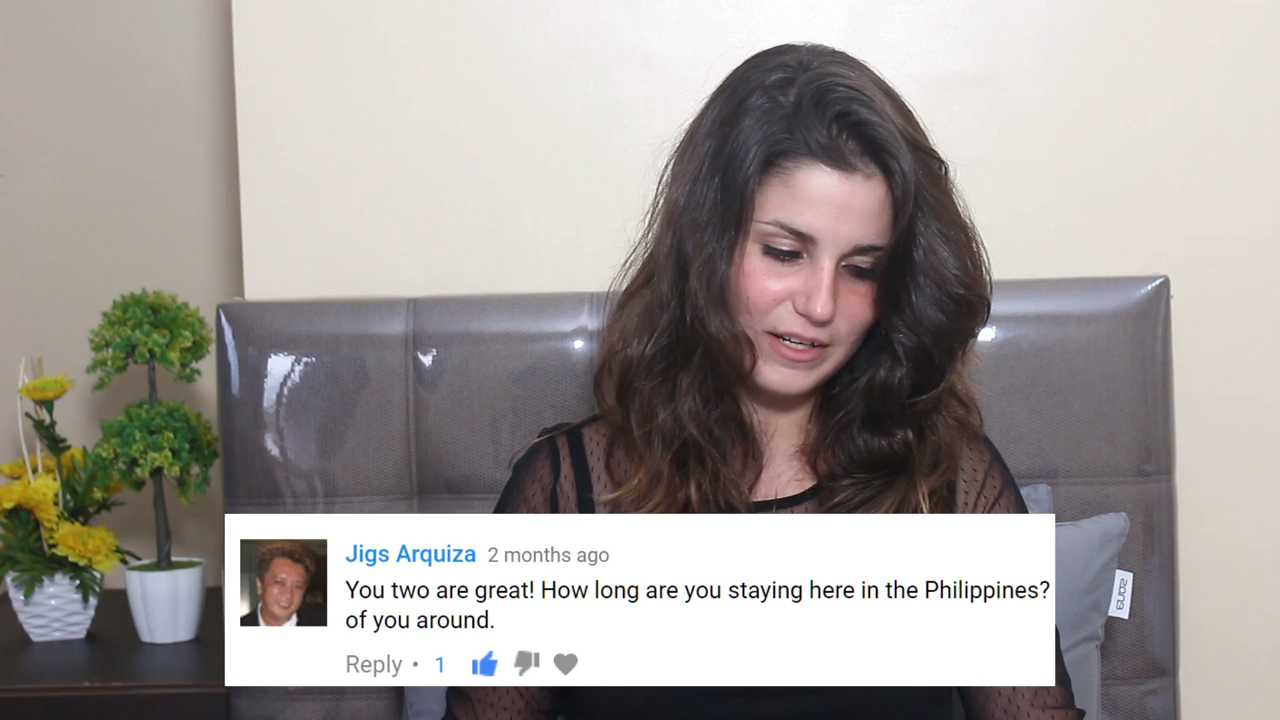 Jigs Arquiza 2 months ago
You two are great! How long are you staying here in the Philippines?
of you around.
Reply • 1